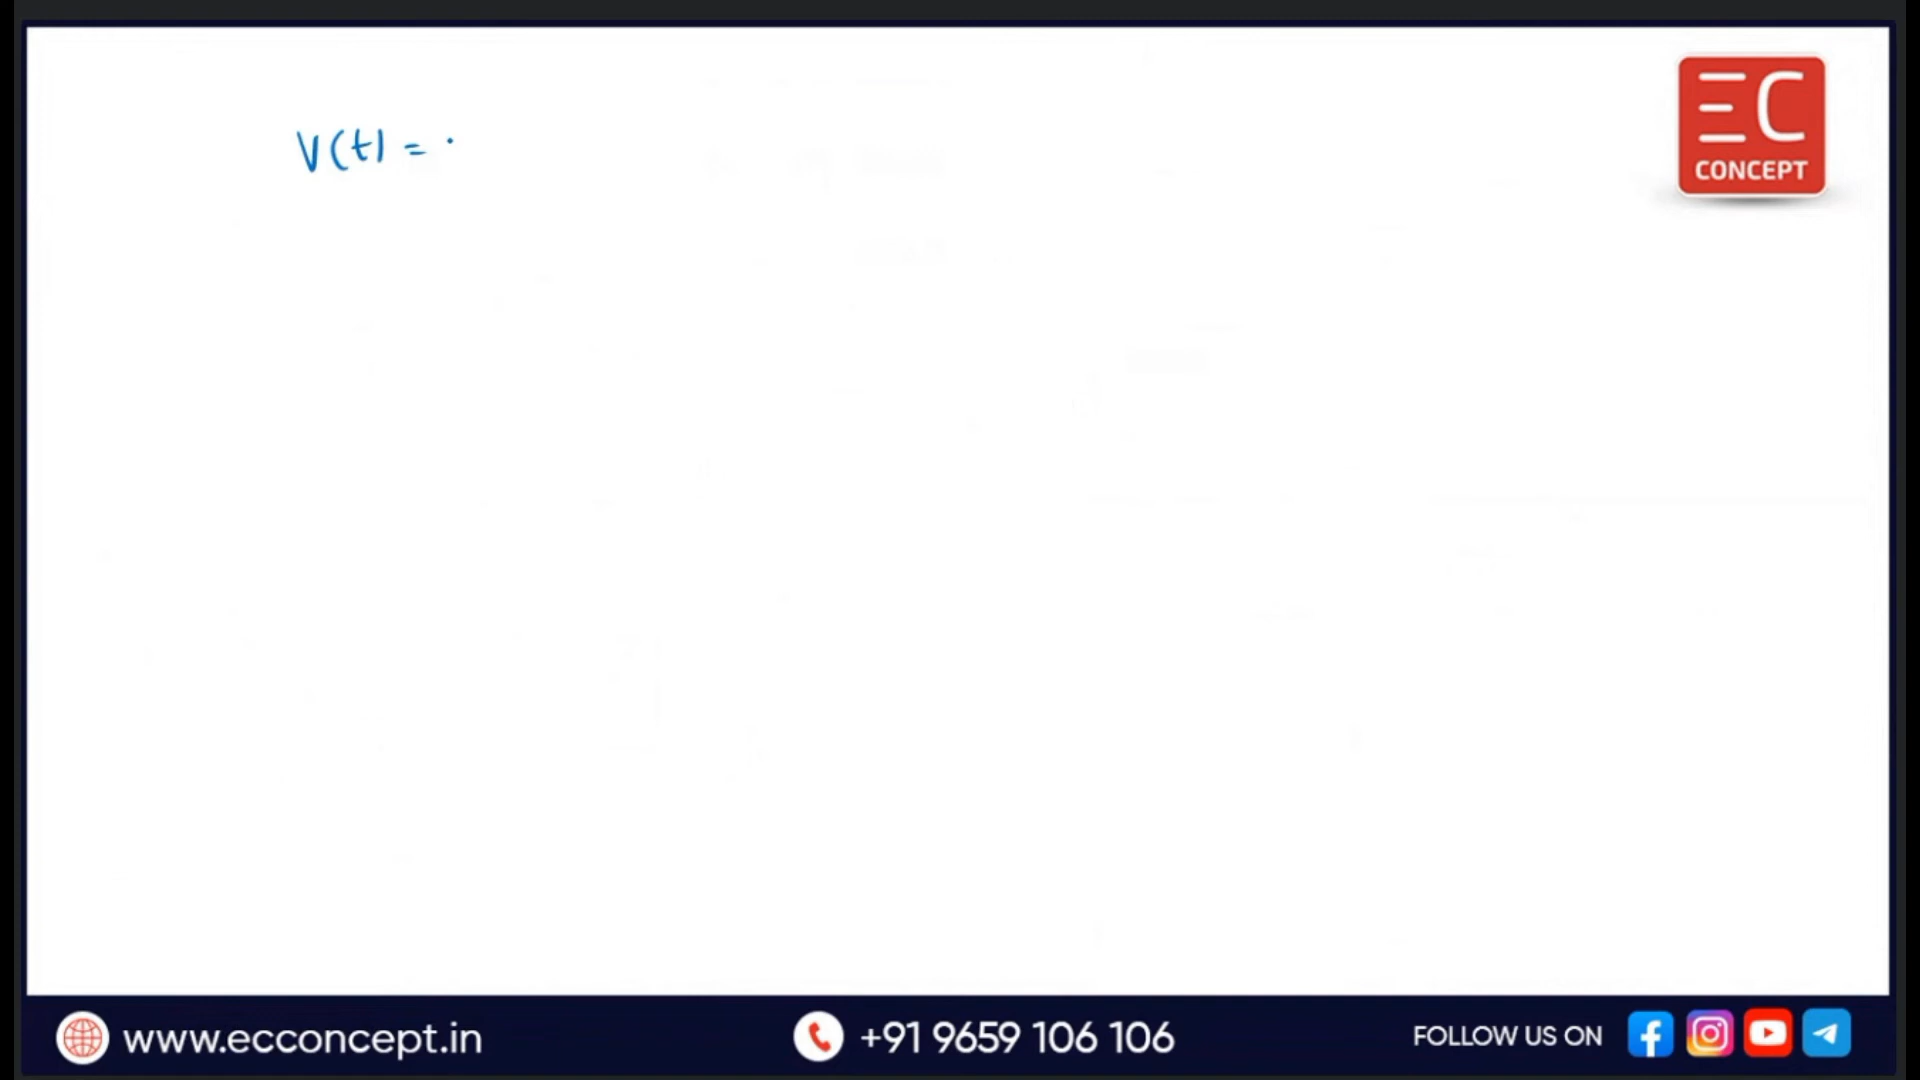 V(t) =
EC
CONCEPT
www.ecconcept.in
+91 9659 106 106
FOLLOW US ON